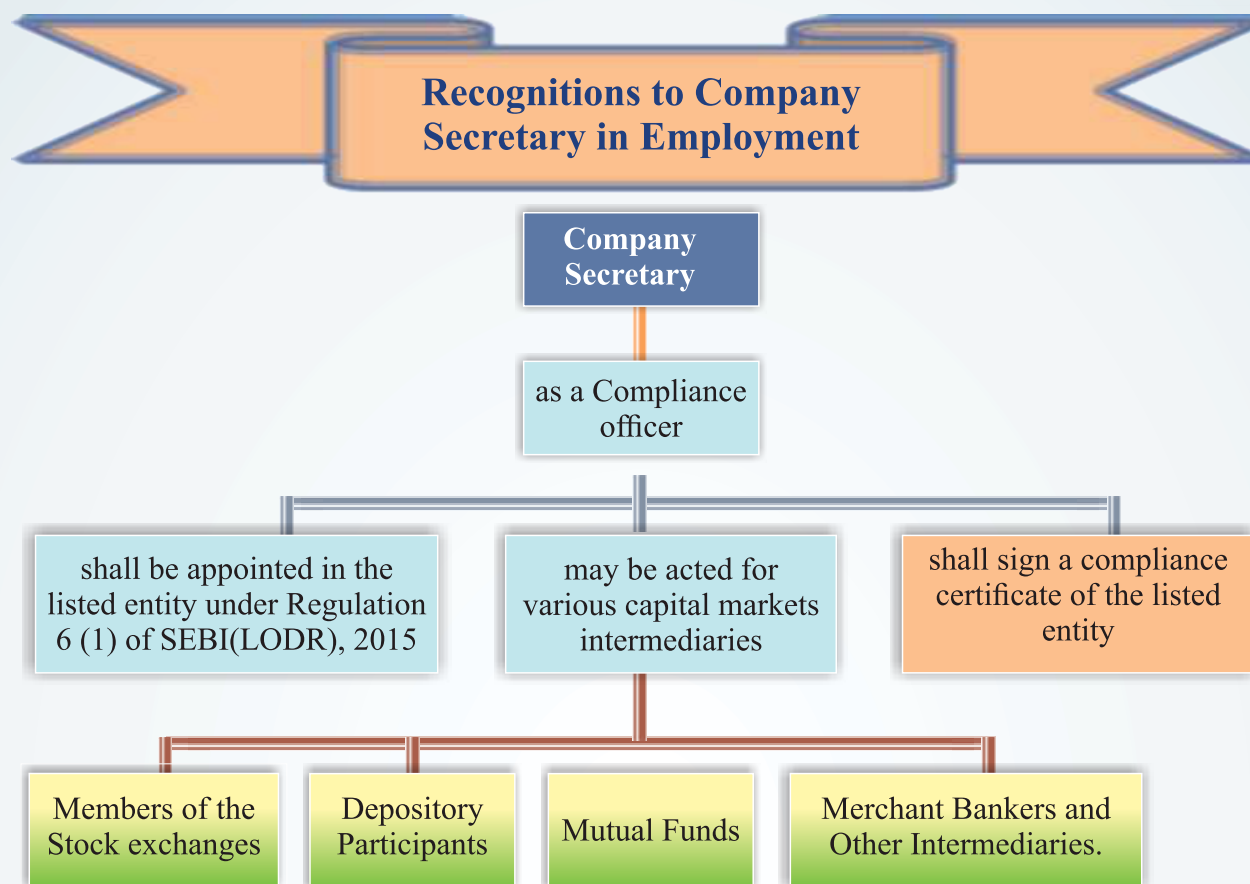 Recognitions to Company
Secretary in Employment
Company
Secretary
as a Compliance
officer
shall be appointed in the
listed entity under Regulation
6 (1) of SEBI(LODR), 2015
may be acted for
various capital markets
intermediaries
shall sign a compliance
certificate of the listed
entity
Members of the
Stock exchanges
Depository
Participants
Mutual Funds
Merchant Bankers and
Other Intermediaries.